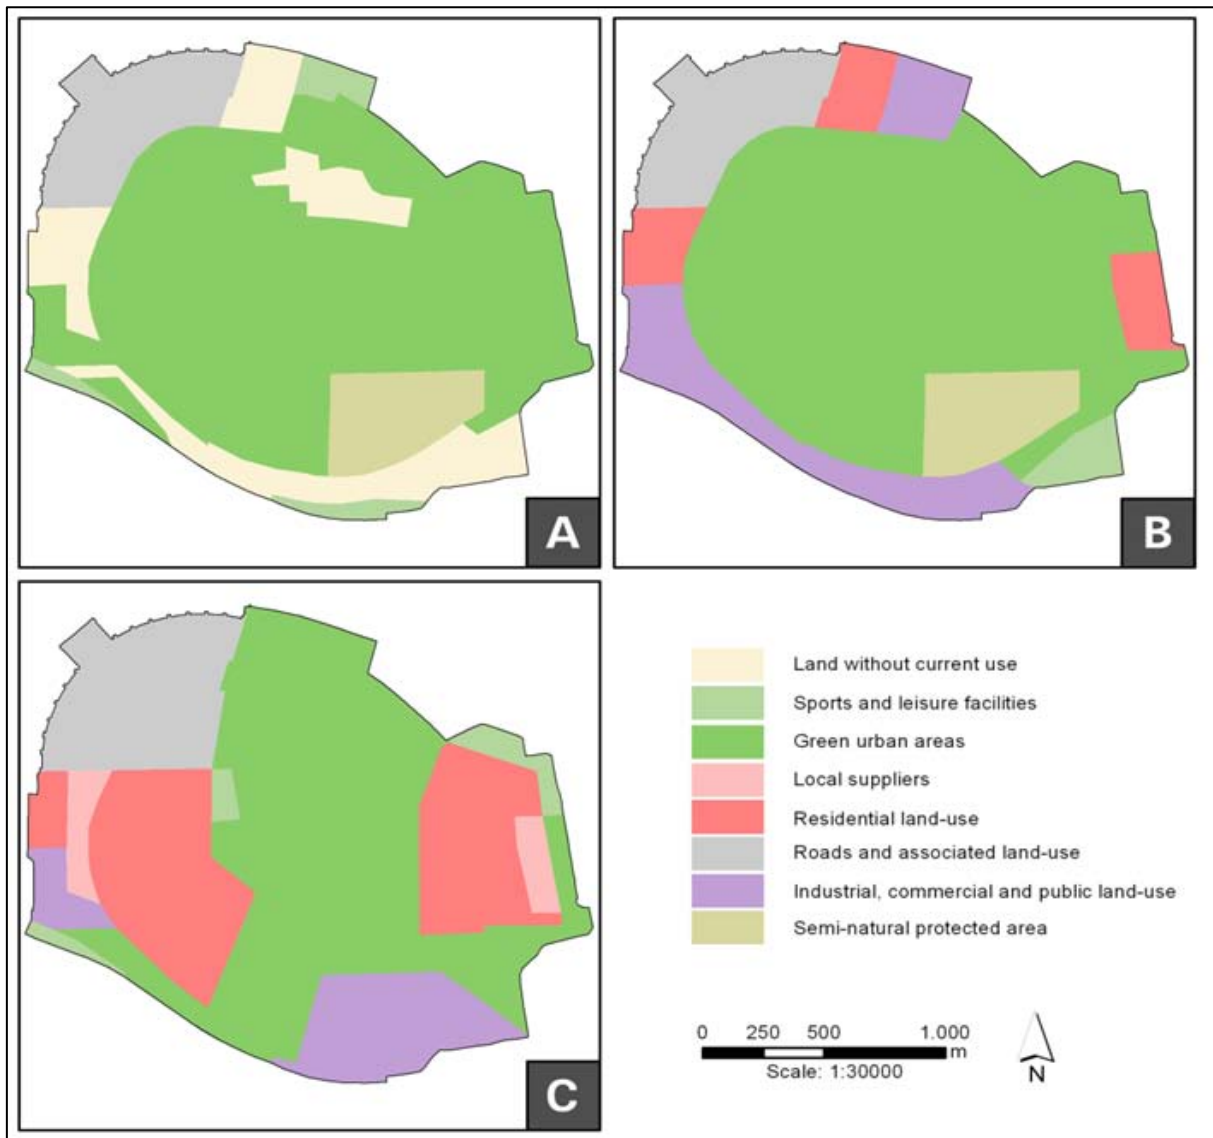 A
B
C
Land without current use
Sports and leisure facilities
Green urban areas
Local suppliers
Residential land-use
Roads and associated land-use
Industrial, commercial and public land-use
Semi-natural protected area
0 250 500 1.000
m
Scale: 1:30000
N